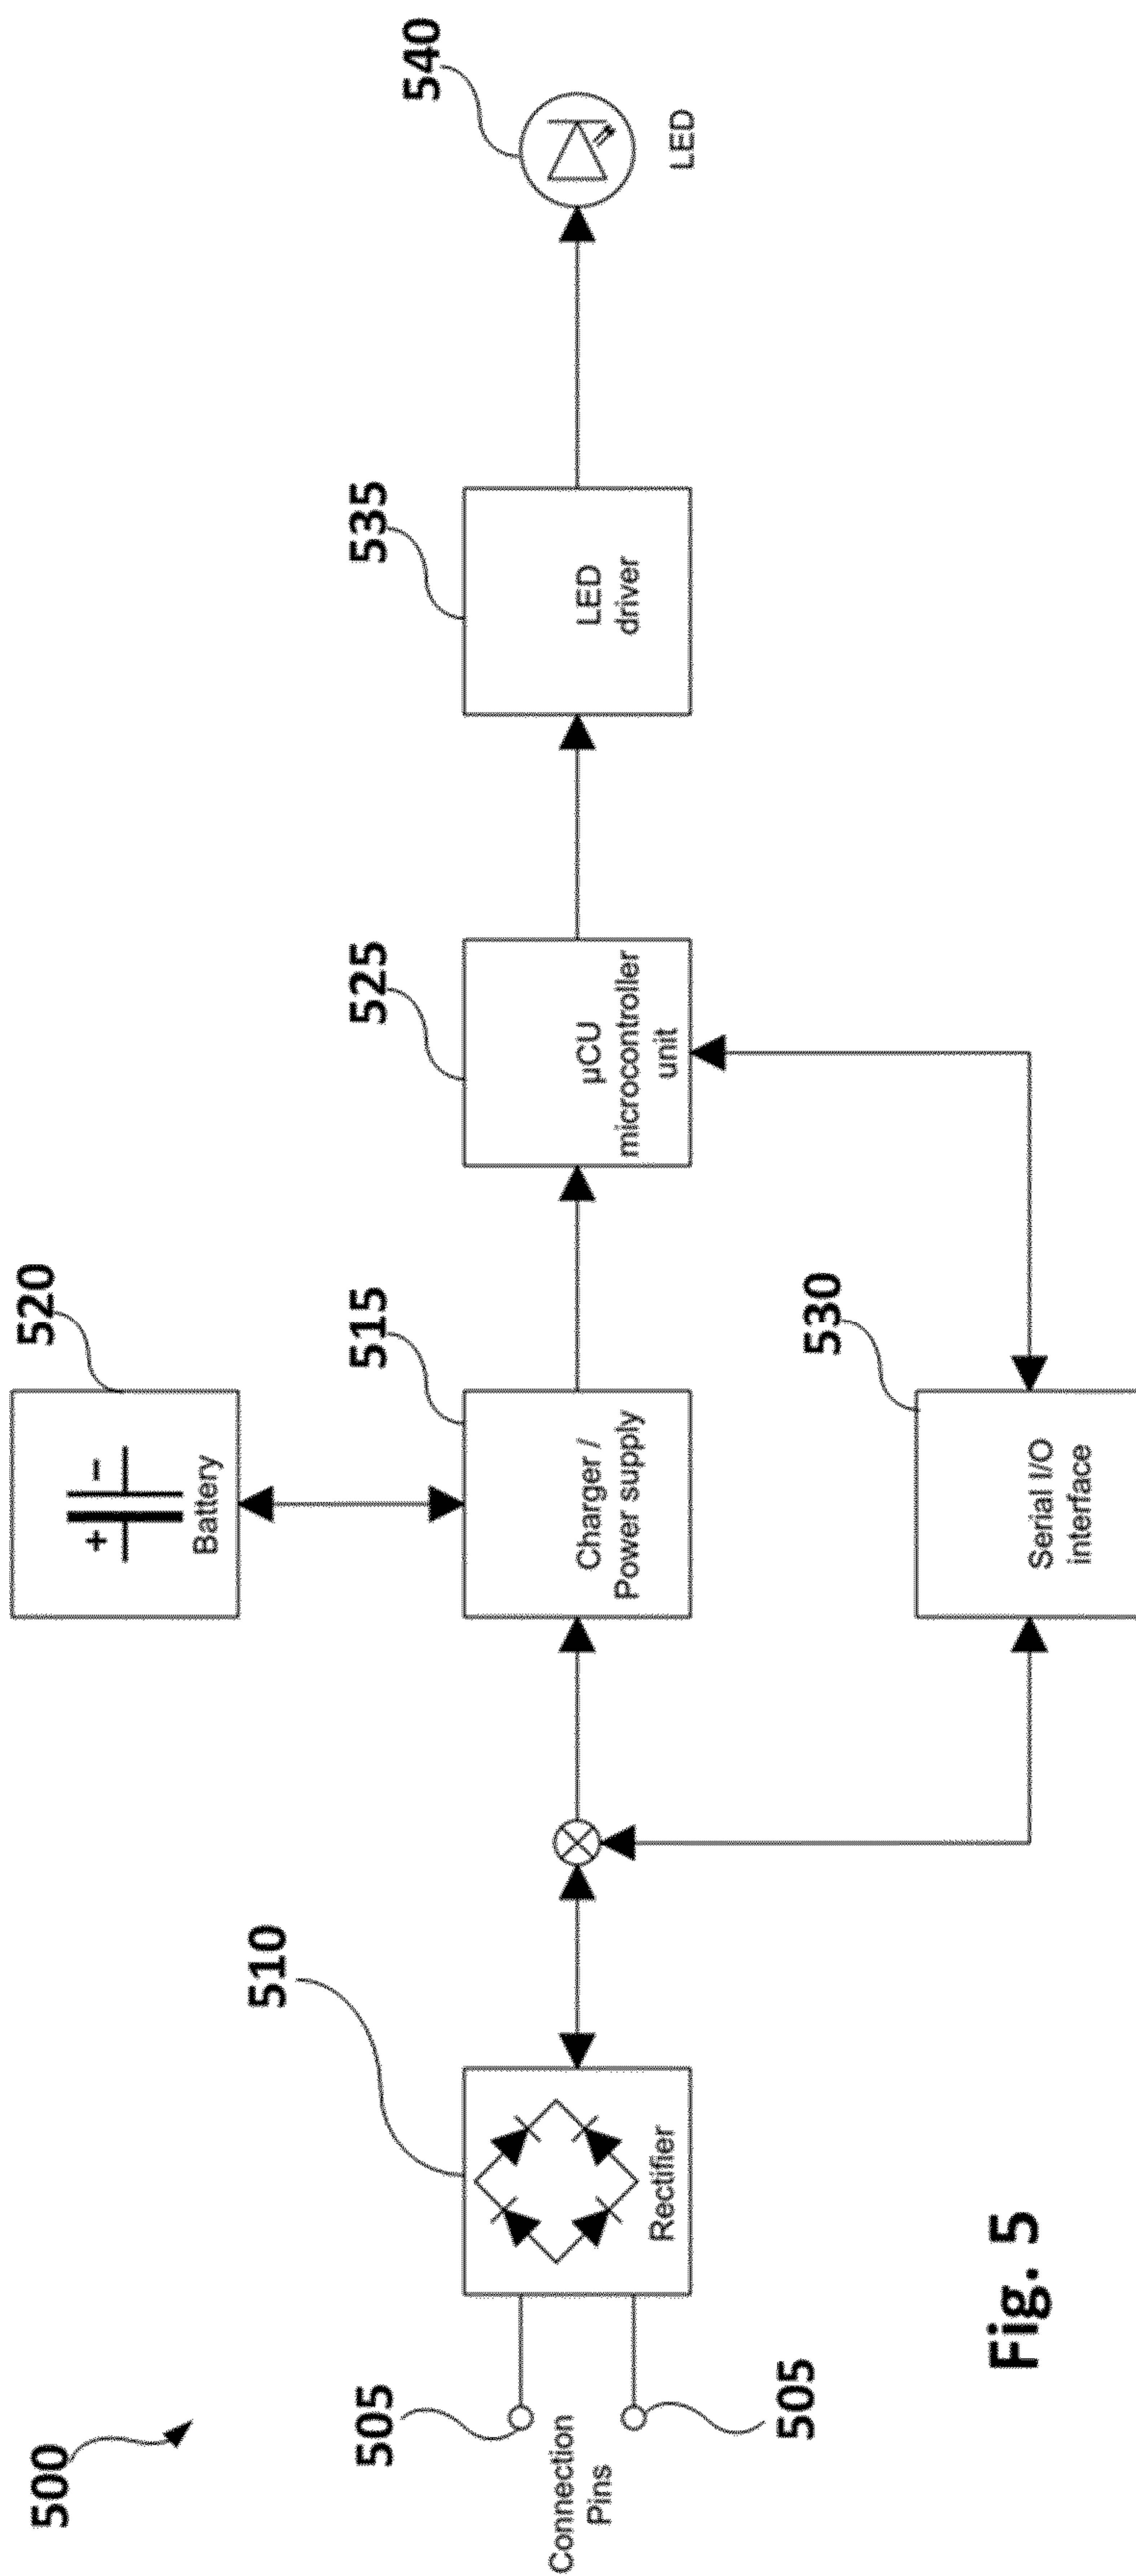 500
505
Connection
Pins
505
510
Rectifier
520
+ −
Battery
515
Charger /
Power supply
530
Serial I/O
interface
525
µCU
microcontroller
unit
535
LED
driver
540
LED
Fig. 5